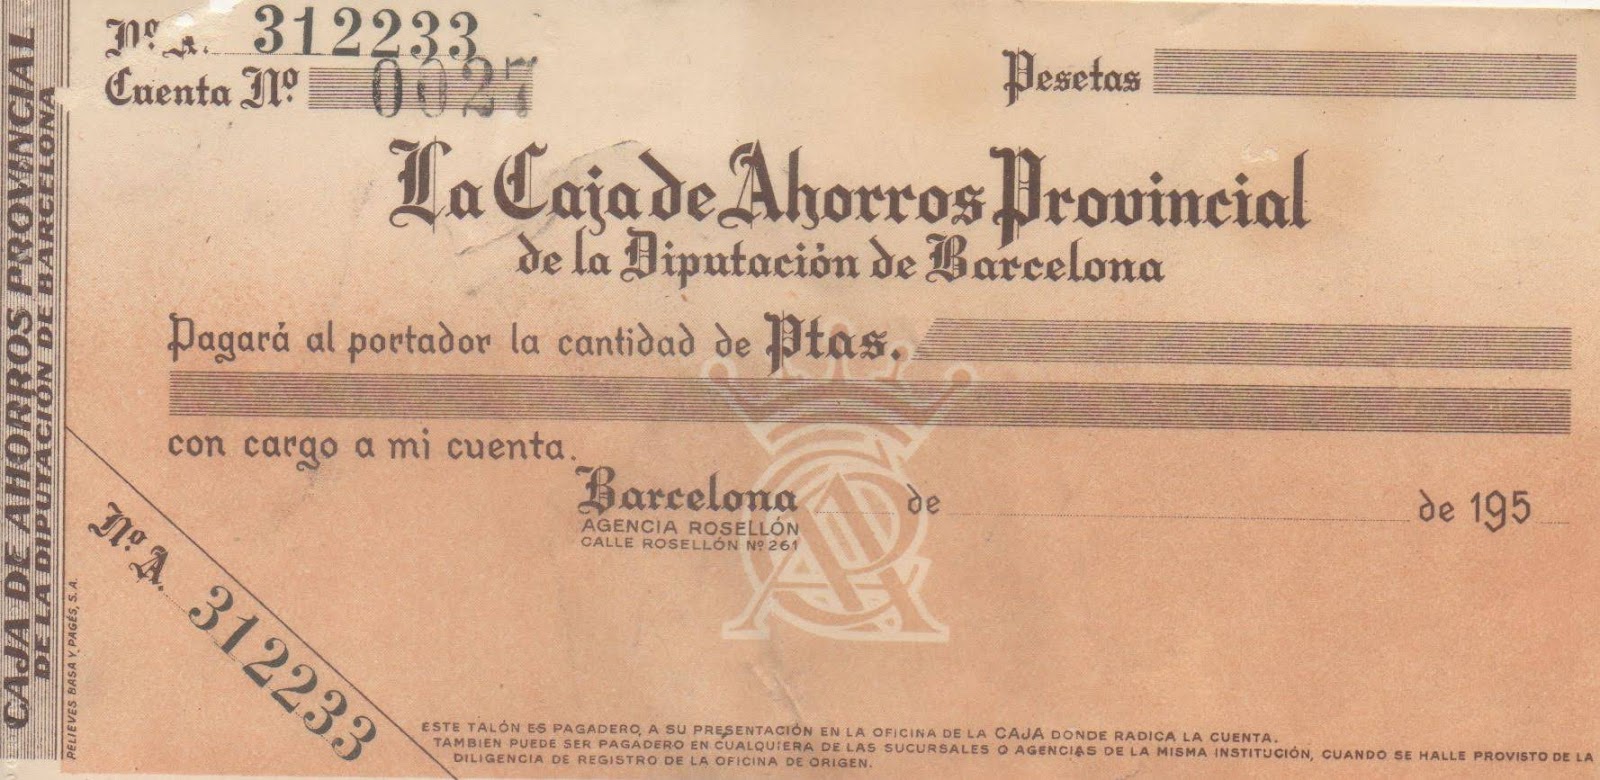 Nº A. 312233
Cuenta Nº 0027
Pesetas
La Caja de Ahorros Provincial
de la Diputación de Barcelona
Pagará al portador la cantidad de Ptas.
con cargo a mi cuenta.
Barcelona de de 195
AGENCIA ROSELLÓN
CALLE ROSELLÓN Nº 261
Nº A. 312233
ESTE TALÓN ES PAGADERO, A SU PRESENTACIÓN EN LA OFICINA DE LA CAJA DONDE RADICA LA CUENTA.
TAMBIEN PUEDE SER PAGADERO EN CUALQUIERA DE LAS SUCURSALES O AGENCIAS DE LA MISMA INSTITUCIÓN, CUANDO SE HALLE PROVISTO DE LA
DILIGENCIA DE REGISTRO DE LA OFICINA DE ORIGEN.
CAJA DE AHORROS PROVINCIAL
DE LA DIPUTACIÓN DE BARCELONA
RELIEVES BASA Y PAGÉS, S. A.